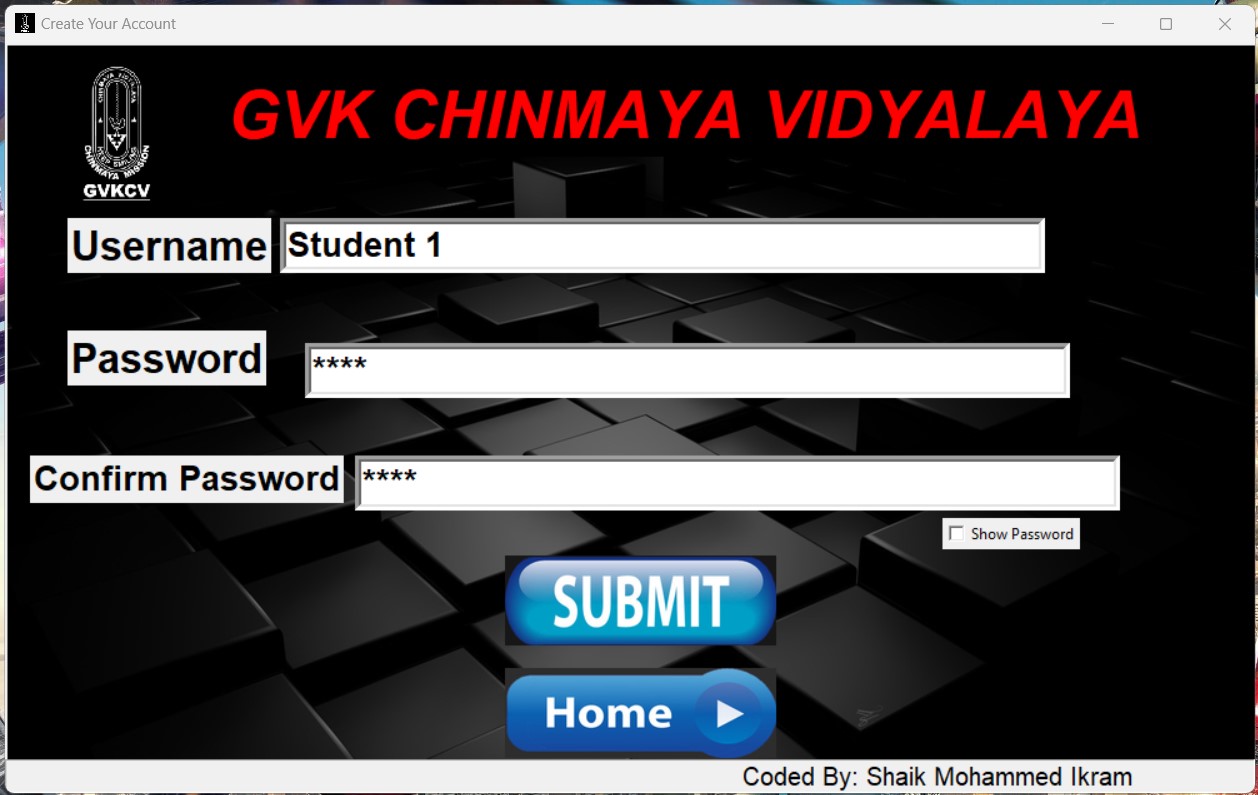 Create Your Account
CHINMAYA VIDYALAYA
KEEP SMILING
CHINMAYA MISSION
GVKCV
GVK CHINMAYA VIDYALAYA
Username
Student 1
Password
****
Confirm Password
****
Show Password
SUBMIT
Home
Coded By: Shaik Mohammed Ikram